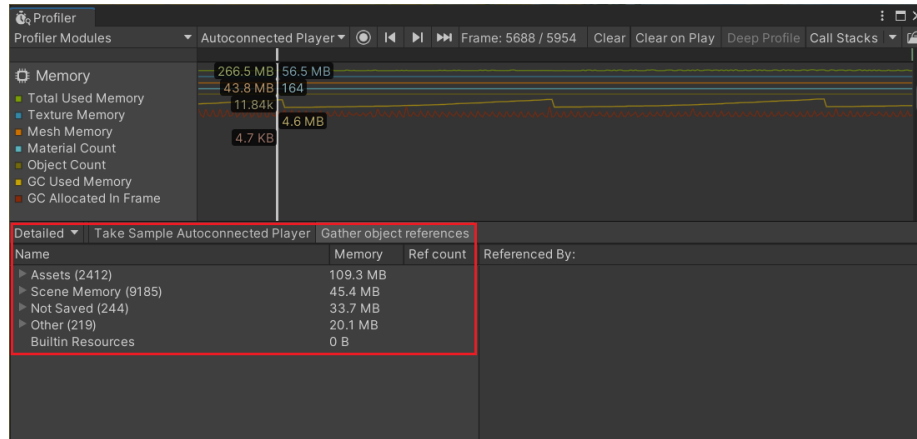 Profiler
Profiler Modules Autoconnected Player Frame: 5688 / 5954 Clear Clear on Play Deep Profile Call Stacks
Memory
Total Used Memory
Texture Memory
Mesh Memory
Material Count
Object Count
GC Used Memory
GC Allocated In Frame
266.5 MB 56.5 MB
43.8 MB 164
11.84k
4.6 MB
4.7 KB
Detailed Take Sample Autoconnected Player Gather object references
Name Memory Ref count Referenced By:
Assets (2412) 109.3 MB
Scene Memory (9185) 45.4 MB
Not Saved (244) 33.7 MB
Other (219) 20.1 MB
Builtin Resources 0 B